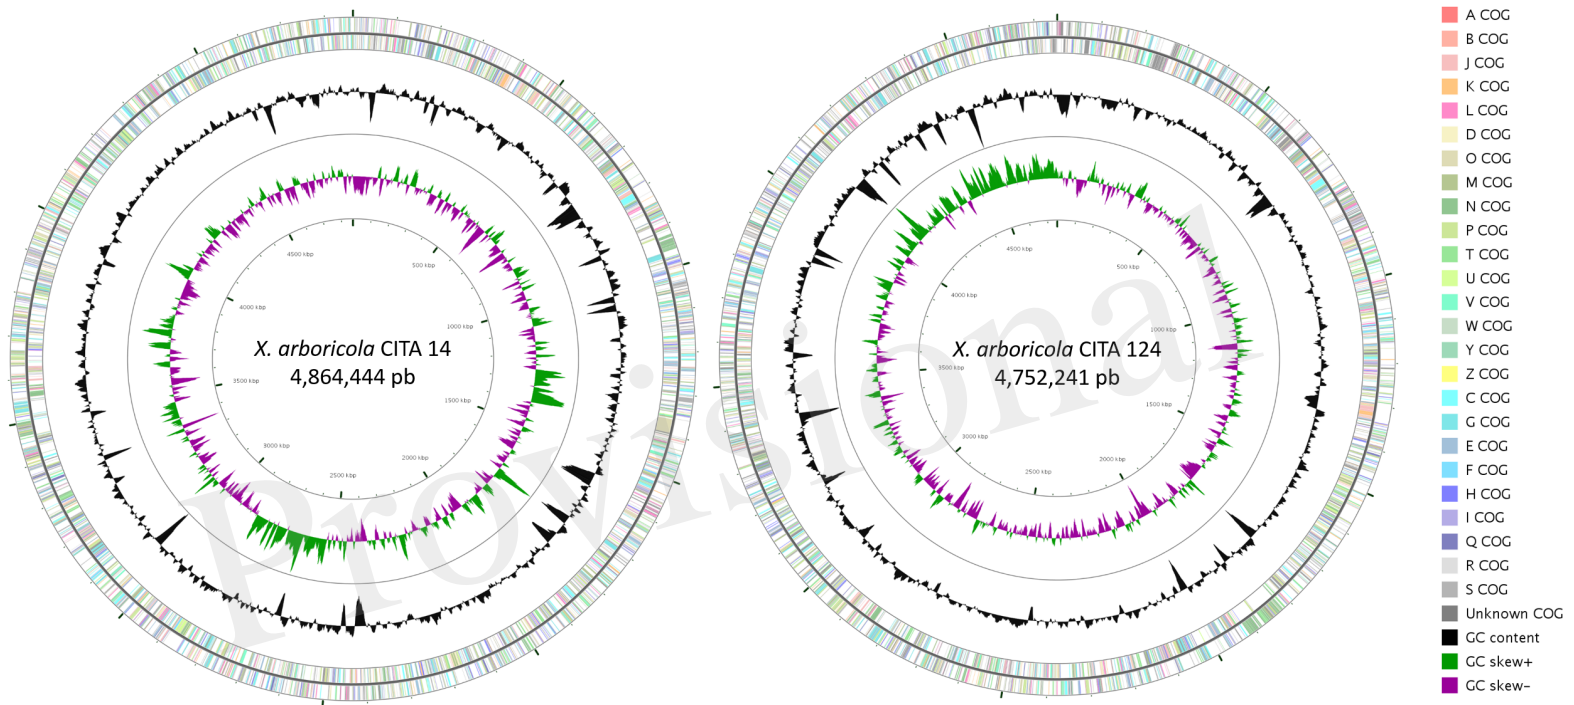 4500 kbp
500 kbp
4000 kbp
1000 kbp
X. arboricola CITA 14
4,864,444 pb
3500 kbp
1500 kbp
3000 kbp
2000 kbp
2500 kbp
4500 kbp
500 kbp
4000 kbp
1000 kbp
X. arboricola CITA 124
4,752,241 pb
3500 kbp
1500 kbp
3000 kbp
2000 kbp
2500 kbp
Provisional
A COG
B COG
J COG
K COG
L COG
D COG
O COG
M COG
N COG
P COG
T COG
U COG
V COG
W COG
Y COG
Z COG
C COG
G COG
E COG
F COG
H COG
I COG
Q COG
R COG
S COG
Unknown COG
GC content
GC skew+
GC skew-